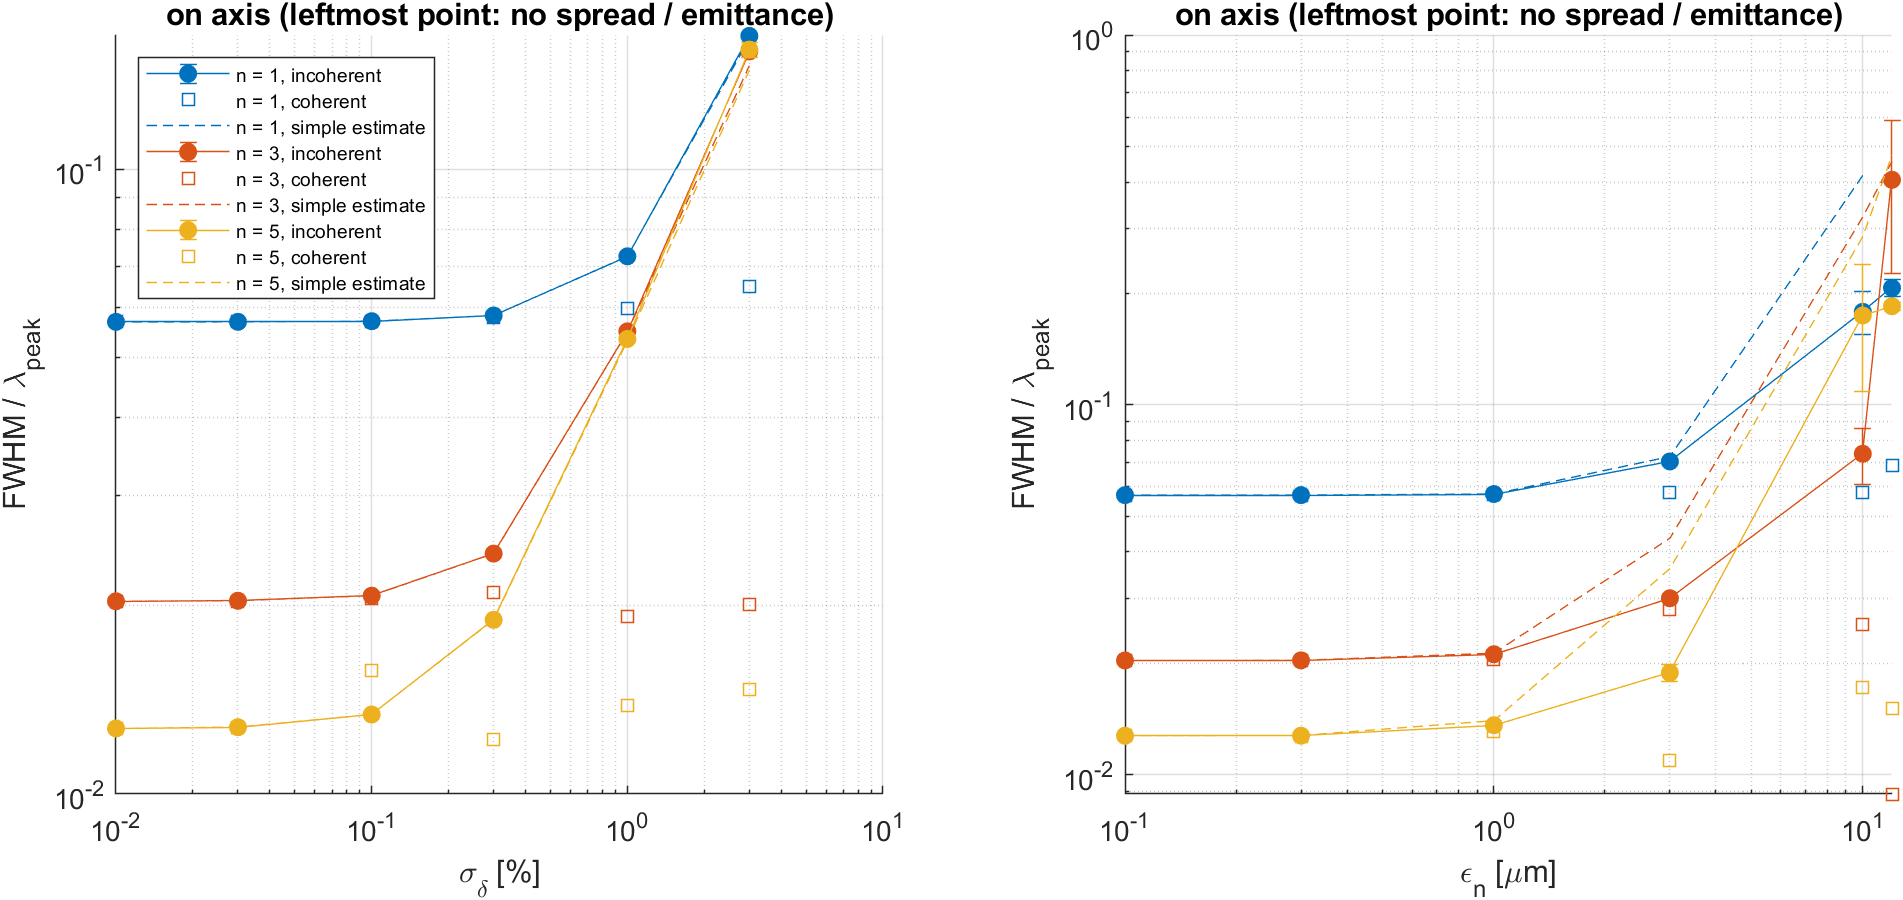 on axis (leftmost point: no spread / emittance)
FWHM / λ_peak
10^-1
10^-2
n = 1, incoherent
n = 1, coherent
n = 1, simple estimate
n = 3, incoherent
n = 3, coherent
n = 3, simple estimate
n = 5, incoherent
n = 5, coherent
n = 5, simple estimate
10^-2 10^-1 10^0 10^1
σ_δ [%]
on axis (leftmost point: no spread / emittance)
FWHM / λ_peak
10^0
10^-1
10^-2
10^-1 10^0 10^1
ϵ_n [μm]